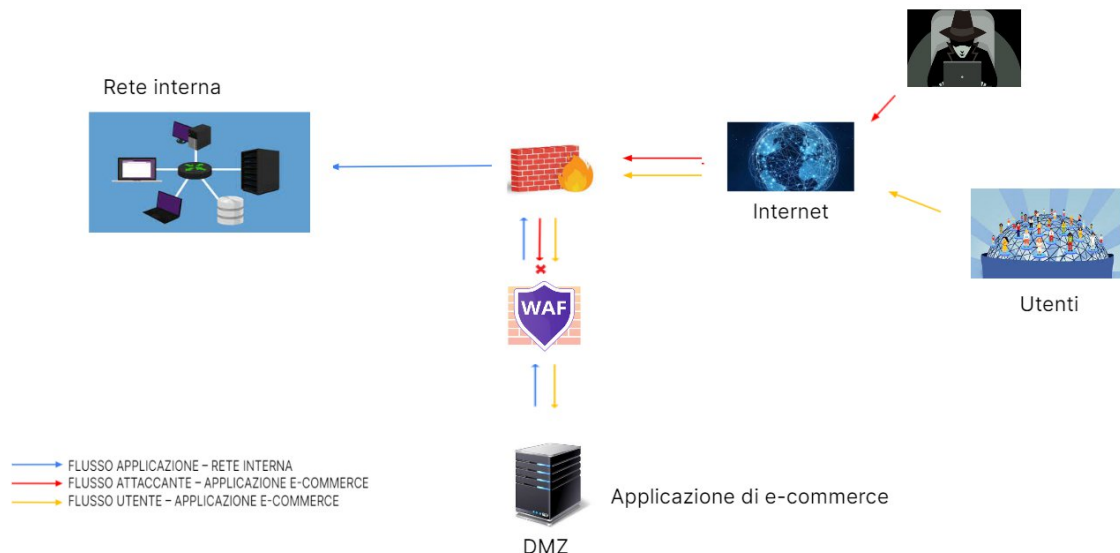 Rete interna
Internet
Utenti
WAF
FLUSSO APPLICAZIONE – RETE INTERNA
FLUSSO ATTACCANTE – APPLICAZIONE E-COMMERCE
FLUSSO UTENTE – APPLICAZIONE E-COMMERCE
Applicazione di e-commerce
DMZ